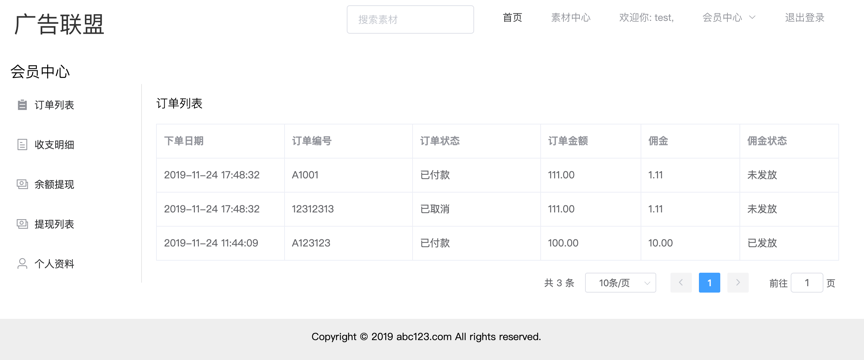 广告联盟
搜索素材
首页 素材中心 欢迎你: test, 会员中心 退出登录
会员中心
订单列表
收支明细
余额提现
提现列表
个人资料
订单列表
下单日期 订单编号 订单状态 订单金额 佣金 佣金状态
2019-11-24 17:48:32 A1001 已付款 111.00 1.11 未发放
2019-11-24 17:48:32 12312313 已取消 111.00 1.11 未发放
2019-11-24 11:44:09 A123123 已付款 100.00 10.00 已发放
共 3 条 10条/页 1 前往 1 页
Copyright © 2019 abc123.com All rights reserved.